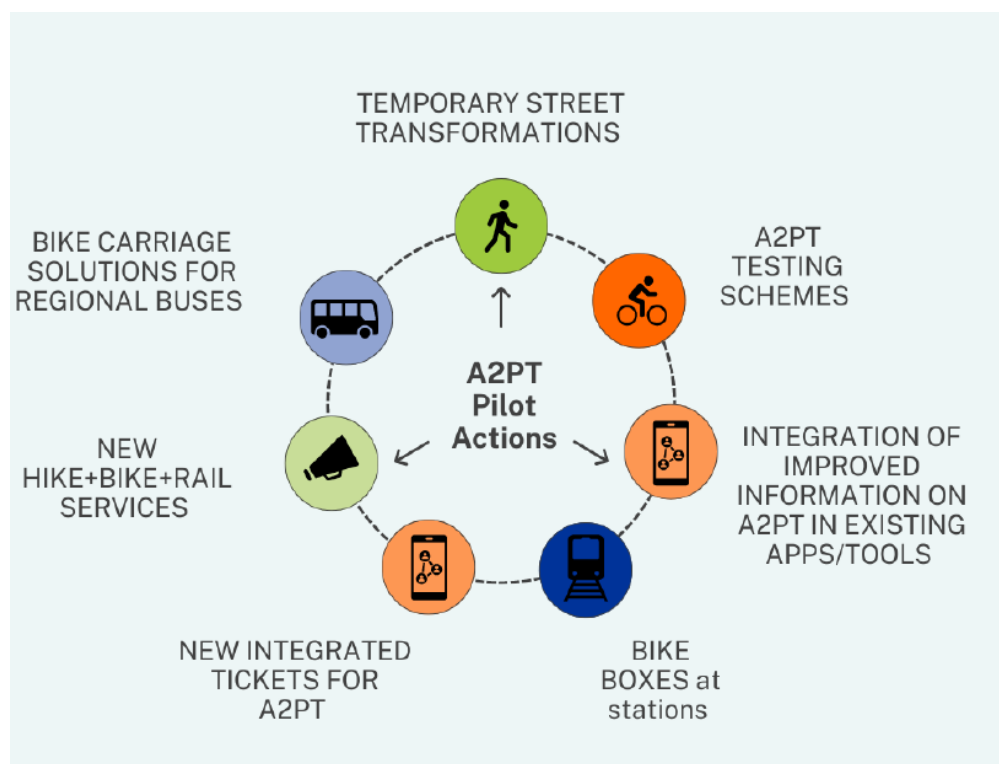 TEMPORARY STREET
TRANSFORMATIONS
A2PT
TESTING
SCHEMES
INTEGRATION OF
IMPROVED
INFORMATION ON
A2PT IN EXISTING
APPS/TOOLS
BIKE
BOXES at
stations
NEW INTEGRATED
TICKETS FOR
A2PT
NEW
HIKE+BIKE+RAIL
SERVICES
BIKE CARRIAGE
SOLUTIONS FOR
REGIONAL BUSES
A2PT
Pilot
Actions